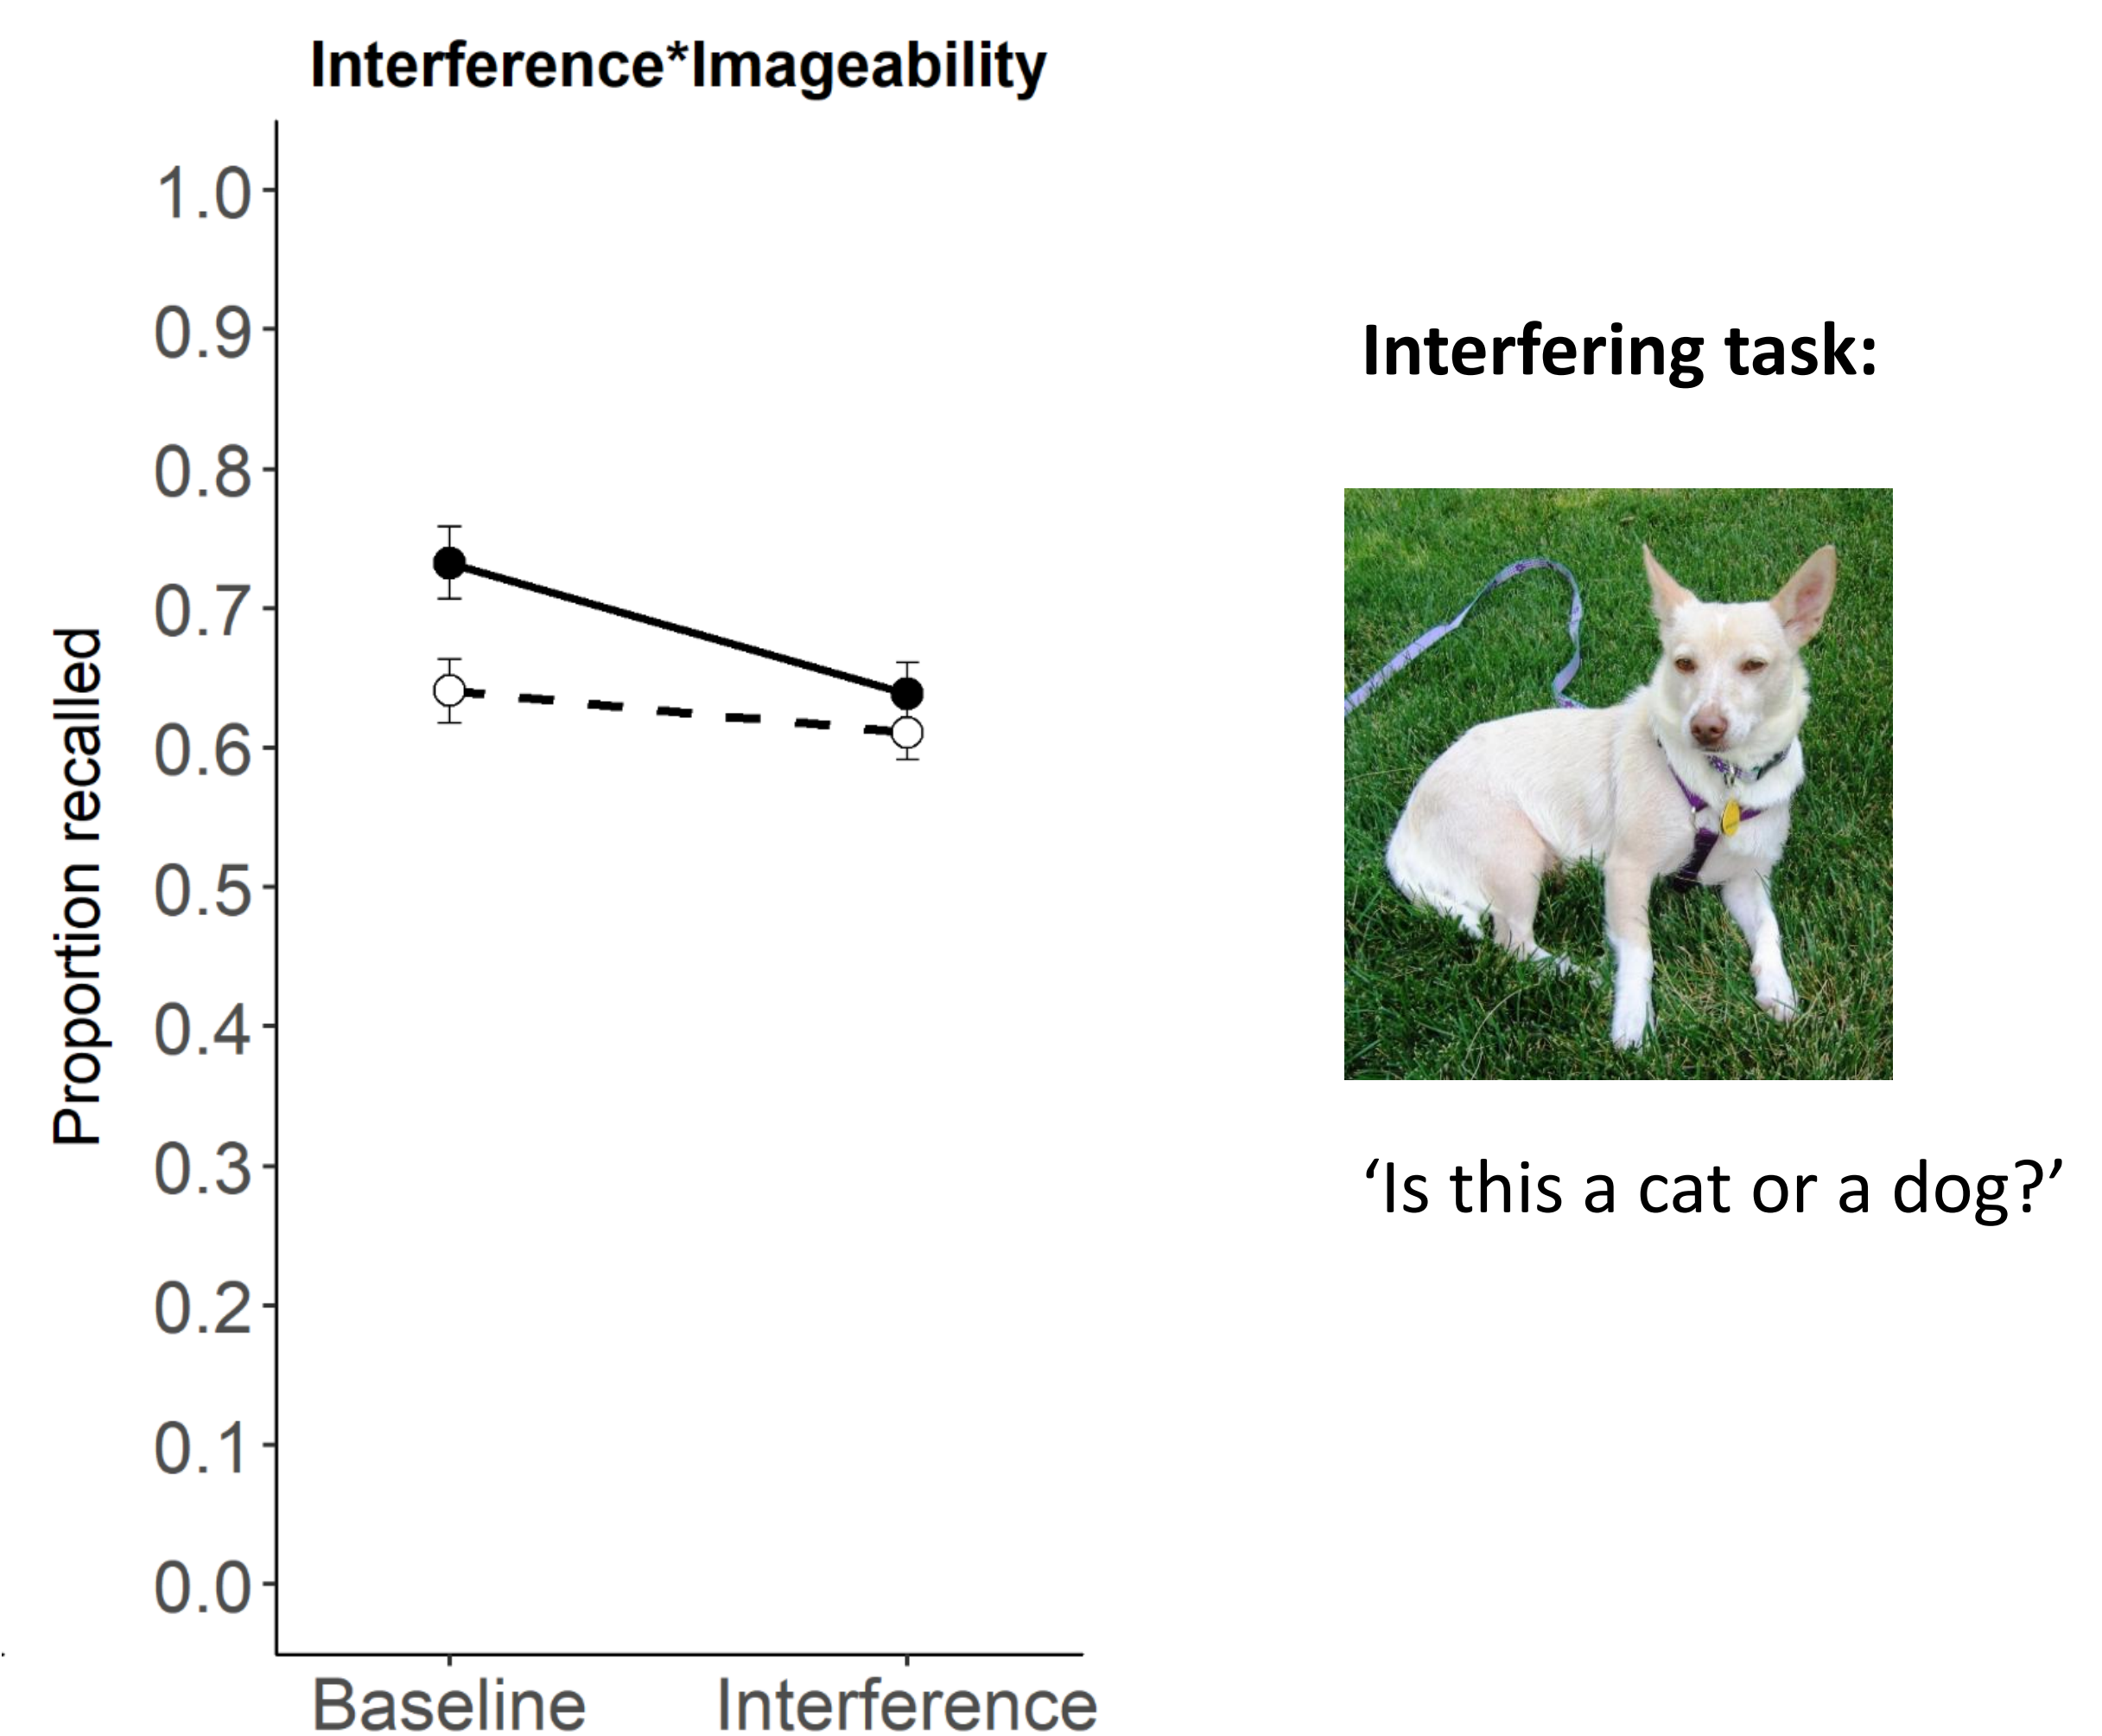 Interference*Imageability
1.0
0.9
0.8
0.7
0.6
0.5
0.4
0.3
0.2
0.1
0.0
Proportion recalled
Baseline Interference
Interfering task:
‘Is this a cat or a dog?’